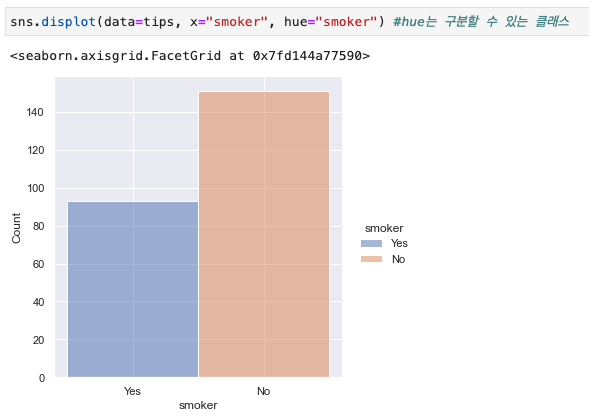 sns.displot(data=tips, x="smoker", hue="smoker") #hue는 구분할 수 있는 클래스
<seaborn.axisgrid.FacetGrid at 0x7fd144a77590>
140
120
100
80
60
40
20
0
Count
Yes
No
smoker
smoker
Yes
No